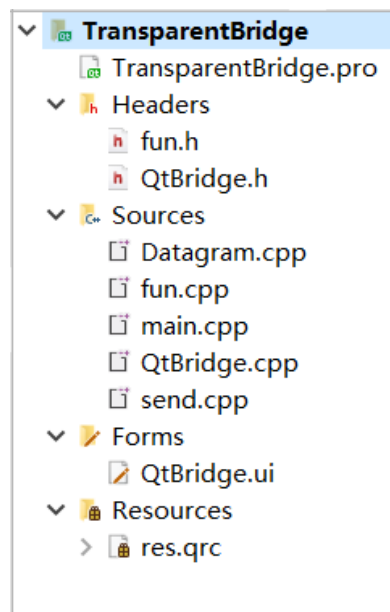 TransparentBridge
TransparentBridge.pro
Headers
fun.h
QtBridge.h
Sources
Datagram.cpp
fun.cpp
main.cpp
QtBridge.cpp
send.cpp
Forms
QtBridge.ui
Resources
res.qrc